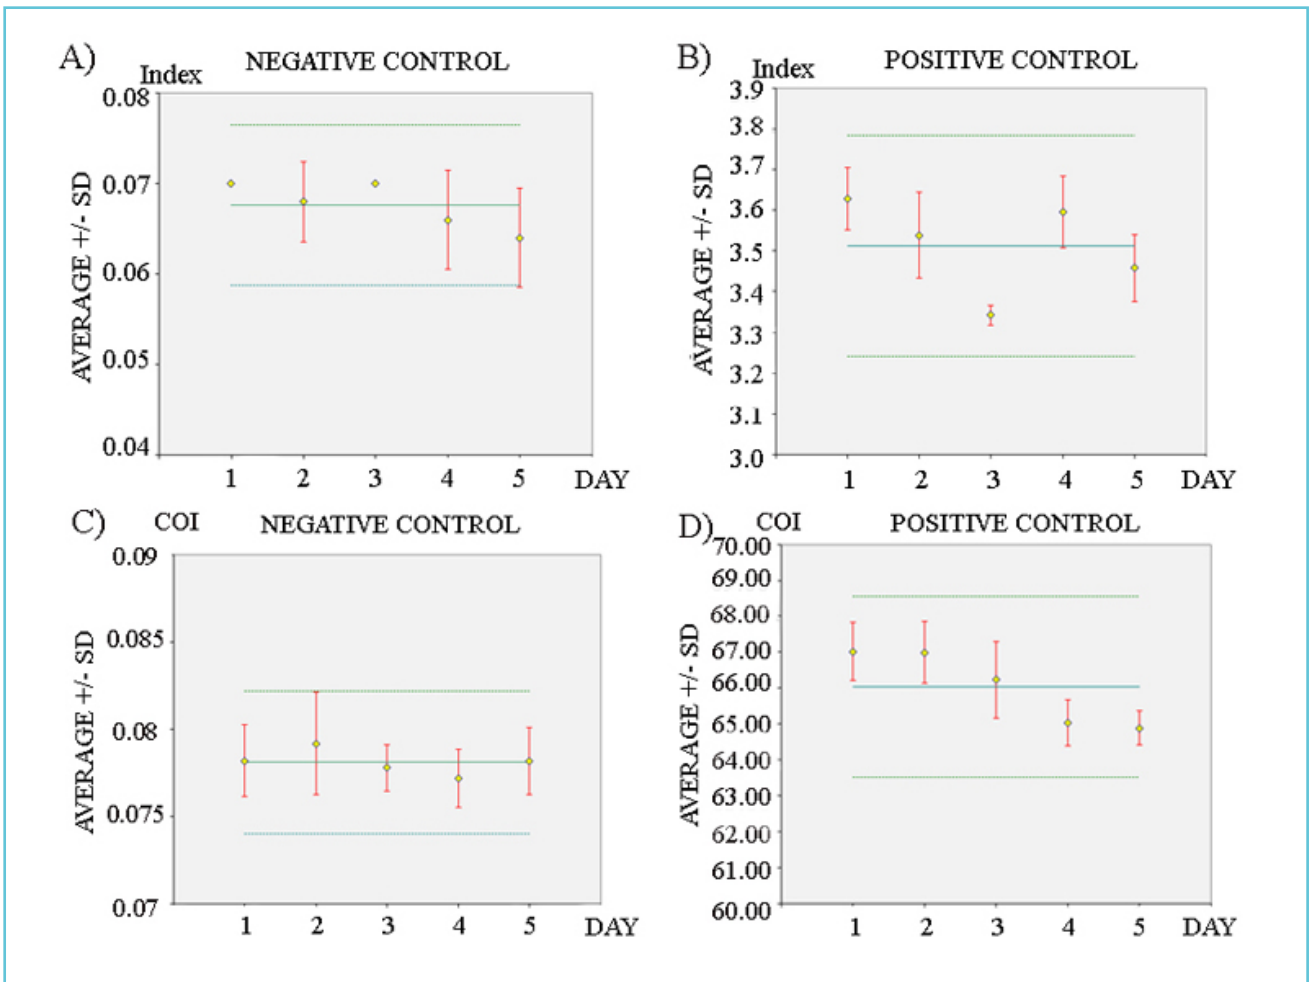 A)
NEGATIVE CONTROL
Index
0.08
0.07
0.06
0.05
0.04
AVERAGE +/- SD
1 2 3 4 5 DAY
B)
POSITIVE CONTROL
Index
3.9
3.8
3.7
3.6
3.5
3.4
3.3
3.2
3.1
3.0
AVERAGE +/- SD
1 2 3 4 5 DAY
C)
COI
NEGATIVE CONTROL
0.09
0.085
0.08
0.075
0.07
AVERAGE +/- SD
1 2 3 4 5 DAY
D)
COI
POSITIVE CONTROL
70.00
69.00
68.00
67.00
66.00
65.00
64.00
63.00
62.00
61.00
60.00
AVERAGE +/- SD
1 2 3 4 5 DAY